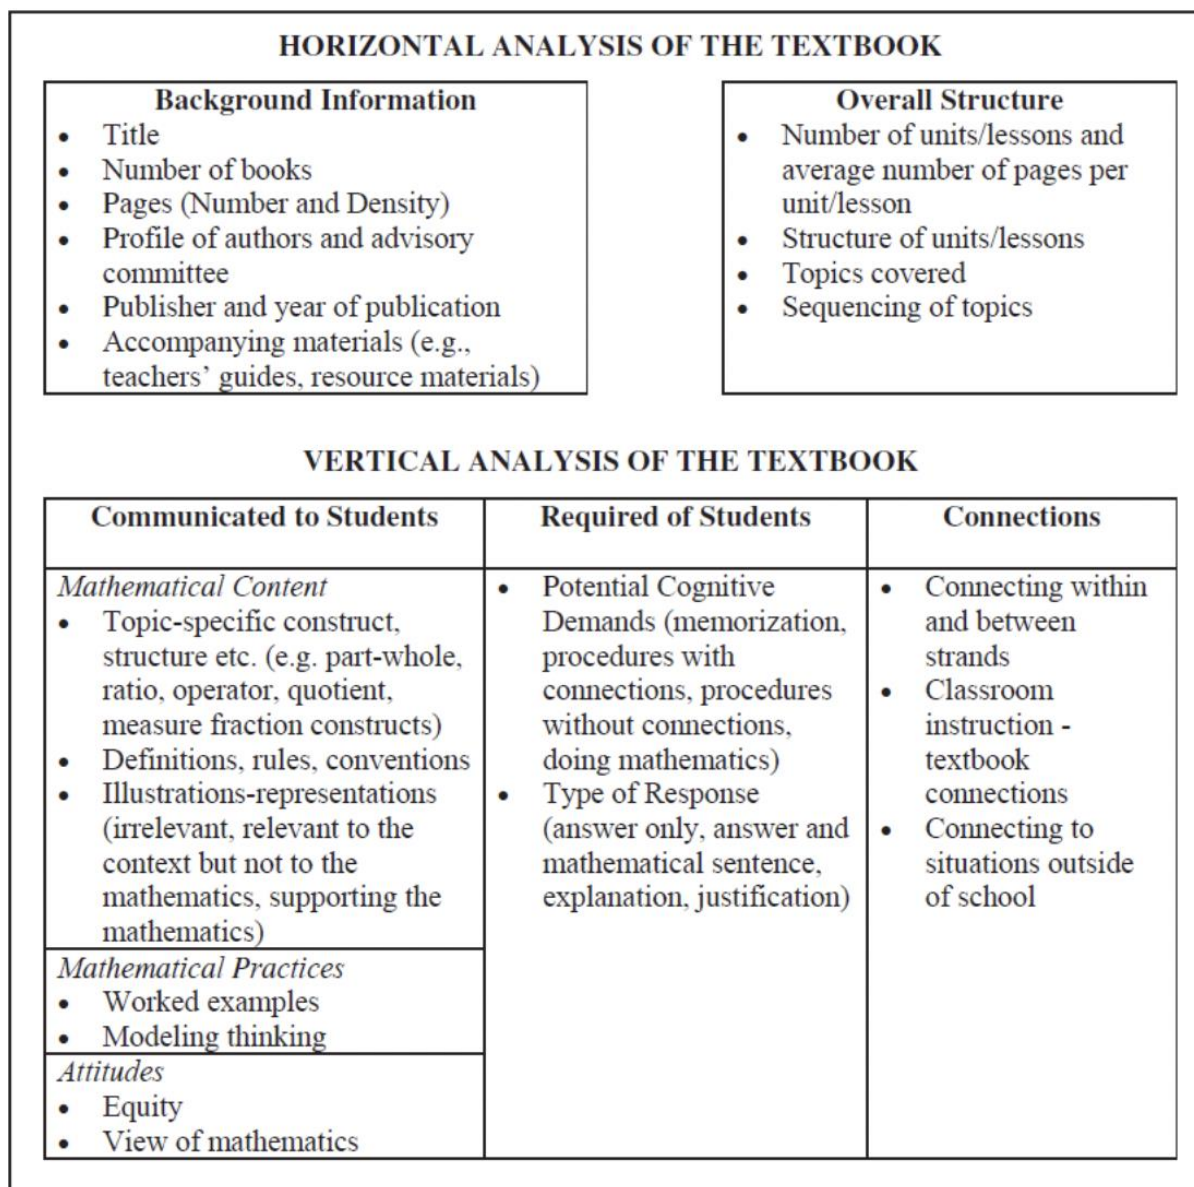 HORIZONTAL ANALYSIS OF THE TEXTBOOK
Background Information
• Title
• Number of books
• Pages (Number and Density)
• Profile of authors and advisory
committee
• Publisher and year of publication
• Accompanying materials (e.g.,
teachers’ guides, resource materials)
Overall Structure
• Number of units/lessons and
average number of pages per
unit/lesson
• Structure of units/lessons
• Topics covered
• Sequencing of topics
VERTICAL ANALYSIS OF THE TEXTBOOK
Communicated to Students
Mathematical Content
• Topic-specific construct,
structure etc. (e.g. part-whole,
ratio, operator, quotient,
measure fraction constructs)
• Definitions, rules, conventions
• Illustrations-representations
(irrelevant, relevant to the
context but not to the
mathematics, supporting the
mathematics)
Mathematical Practices
• Worked examples
• Modeling thinking
Attitudes
• Equity
• View of mathematics
Required of Students
• Potential Cognitive
Demands (memorization,
procedures with
connections, procedures
without connections,
doing mathematics)
• Type of Response
(answer only, answer and
mathematical sentence,
explanation, justification)
Connections
• Connecting within
and between
strands
• Classroom
instruction -
textbook
connections
• Connecting to
situations outside
of school